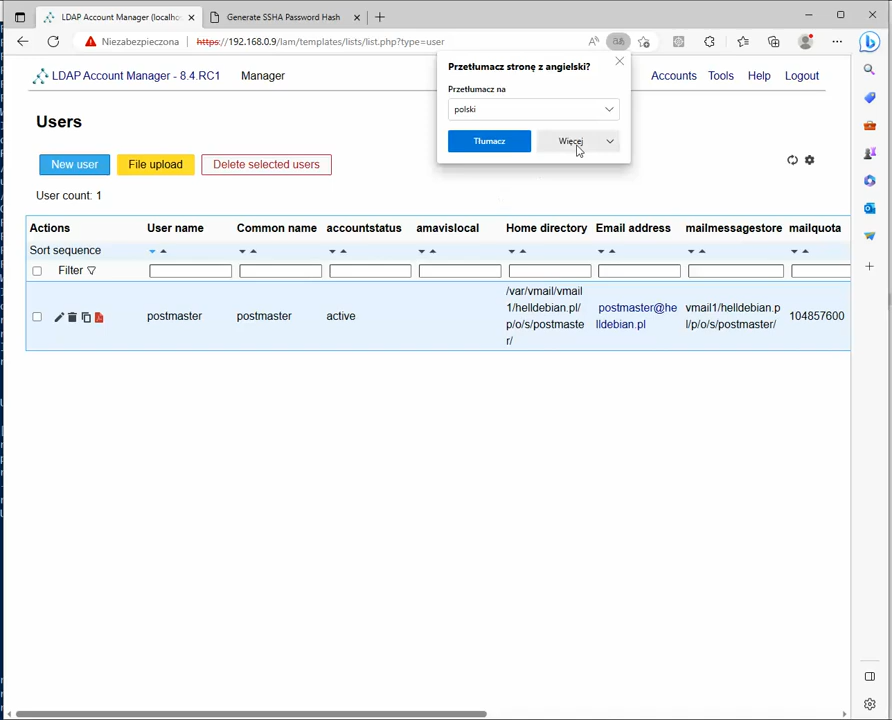 LDAP Account Manager (localho:
Generate SSHA Password Hash
Niezabezpieczona
https://192.168.0.9/lam/templates/lists/list.php?type=user
Przetłumacz stronę z angielski?
Przetłumacz na
polski
Tłumacz
Więcej
LDAP Account Manager - 8.4.RC1
Manager
Accounts
Tools
Help
Logout
Users
New user
File upload
Delete selected users
User count: 1
Actions User name Common name accountstatus amavislocal Home directory Email address mailmessagestore mailquota
Sort sequence
Filter
postmaster
postmaster
active
/var/vmail/vmail
1/helldebian.pl/
p/o/s/postmaste
r/
postmaster@he
lldebian.pl
vmail1/helldebian.p
l/p/o/s/postmaster/
104857600